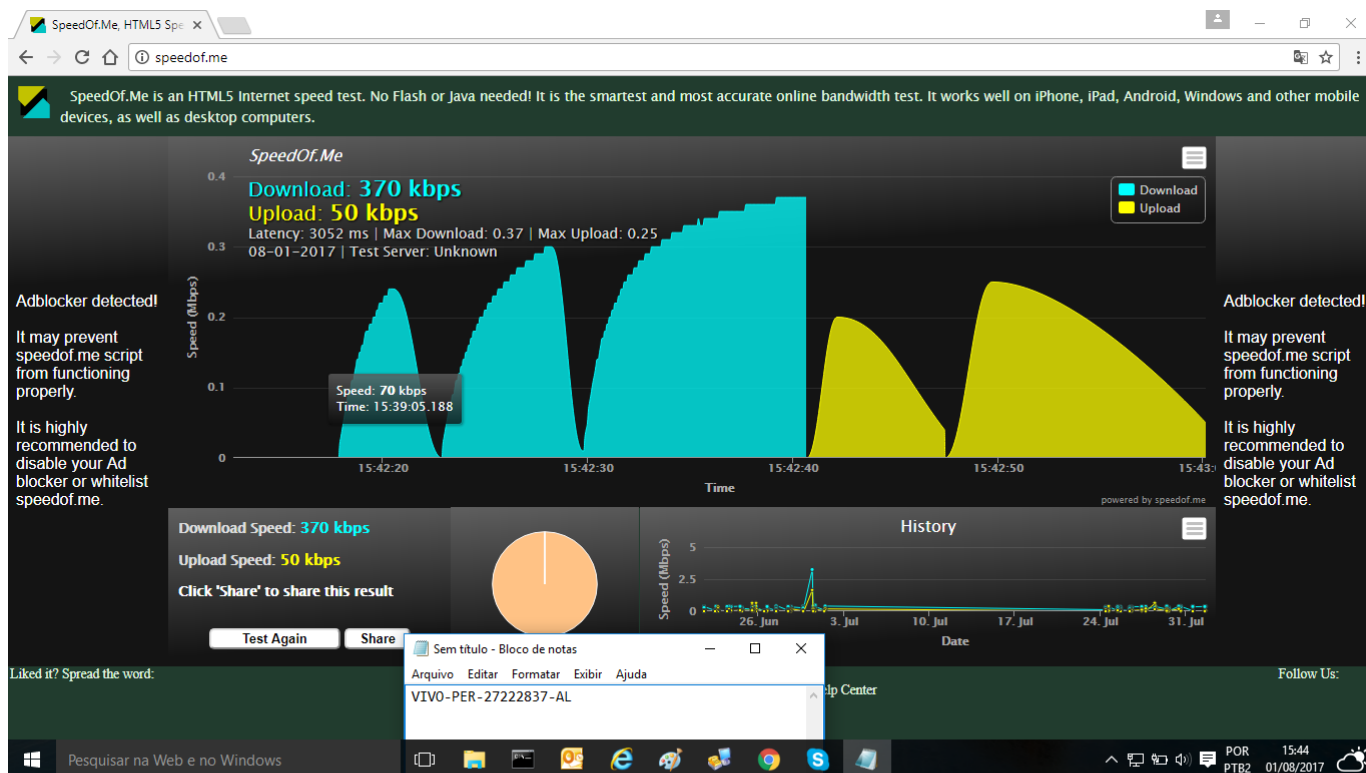 SpeedOf.Me, HTML5 Spe
speedof.me
SpeedOf.Me is an HTML5 Internet speed test. No Flash or Java needed! It is the smartest and most accurate online bandwidth test. It works well on iPhone, iPad, Android, Windows and other mobile
devices, as well as desktop computers.
SpeedOf.Me
Download: 370 kbps
Upload: 50 kbps
Latency: 3052 ms | Max Download: 0.37 | Max Upload: 0.25
08-01-2017 | Test Server: Unknown
Download
Upload
Speed (Mbps)
0.4
0.3
0.2
0.1
0
Speed: 70 kbps
Time: 15:39:05.188
15:42:20
15:42:30
15:42:40
15:42:50
15:43:
Time
powered by speedof.me
Adblocker detected!
It may prevent
speedof.me script
from functioning
properly.
It is highly
recommended to
disable your Ad
blocker or whitelist
speedof.me.
Adblocker detected!
It may prevent
speedof.me script
from functioning
properly.
It is highly
recommended to
disable your Ad
blocker or whitelist
speedof.me.
Download Speed: 370 kbps
Upload Speed: 50 kbps
Click 'Share' to share this result
Test Again
Share
History
Speed (Mbps)
5
2.5
0
26. Jun
3. Jul
10. Jul
17. Jul
24. Jul
31. Jul
Date
Sem título - Bloco de notas
Arquivo Editar Formatar Exibir Ajuda
VIVO-PER-27222837-AL
Liked it? Spread the word:
lp Center
Follow Us:
Pesquisar na Web e no Windows
POR
PTB2
15:44
01/08/2017